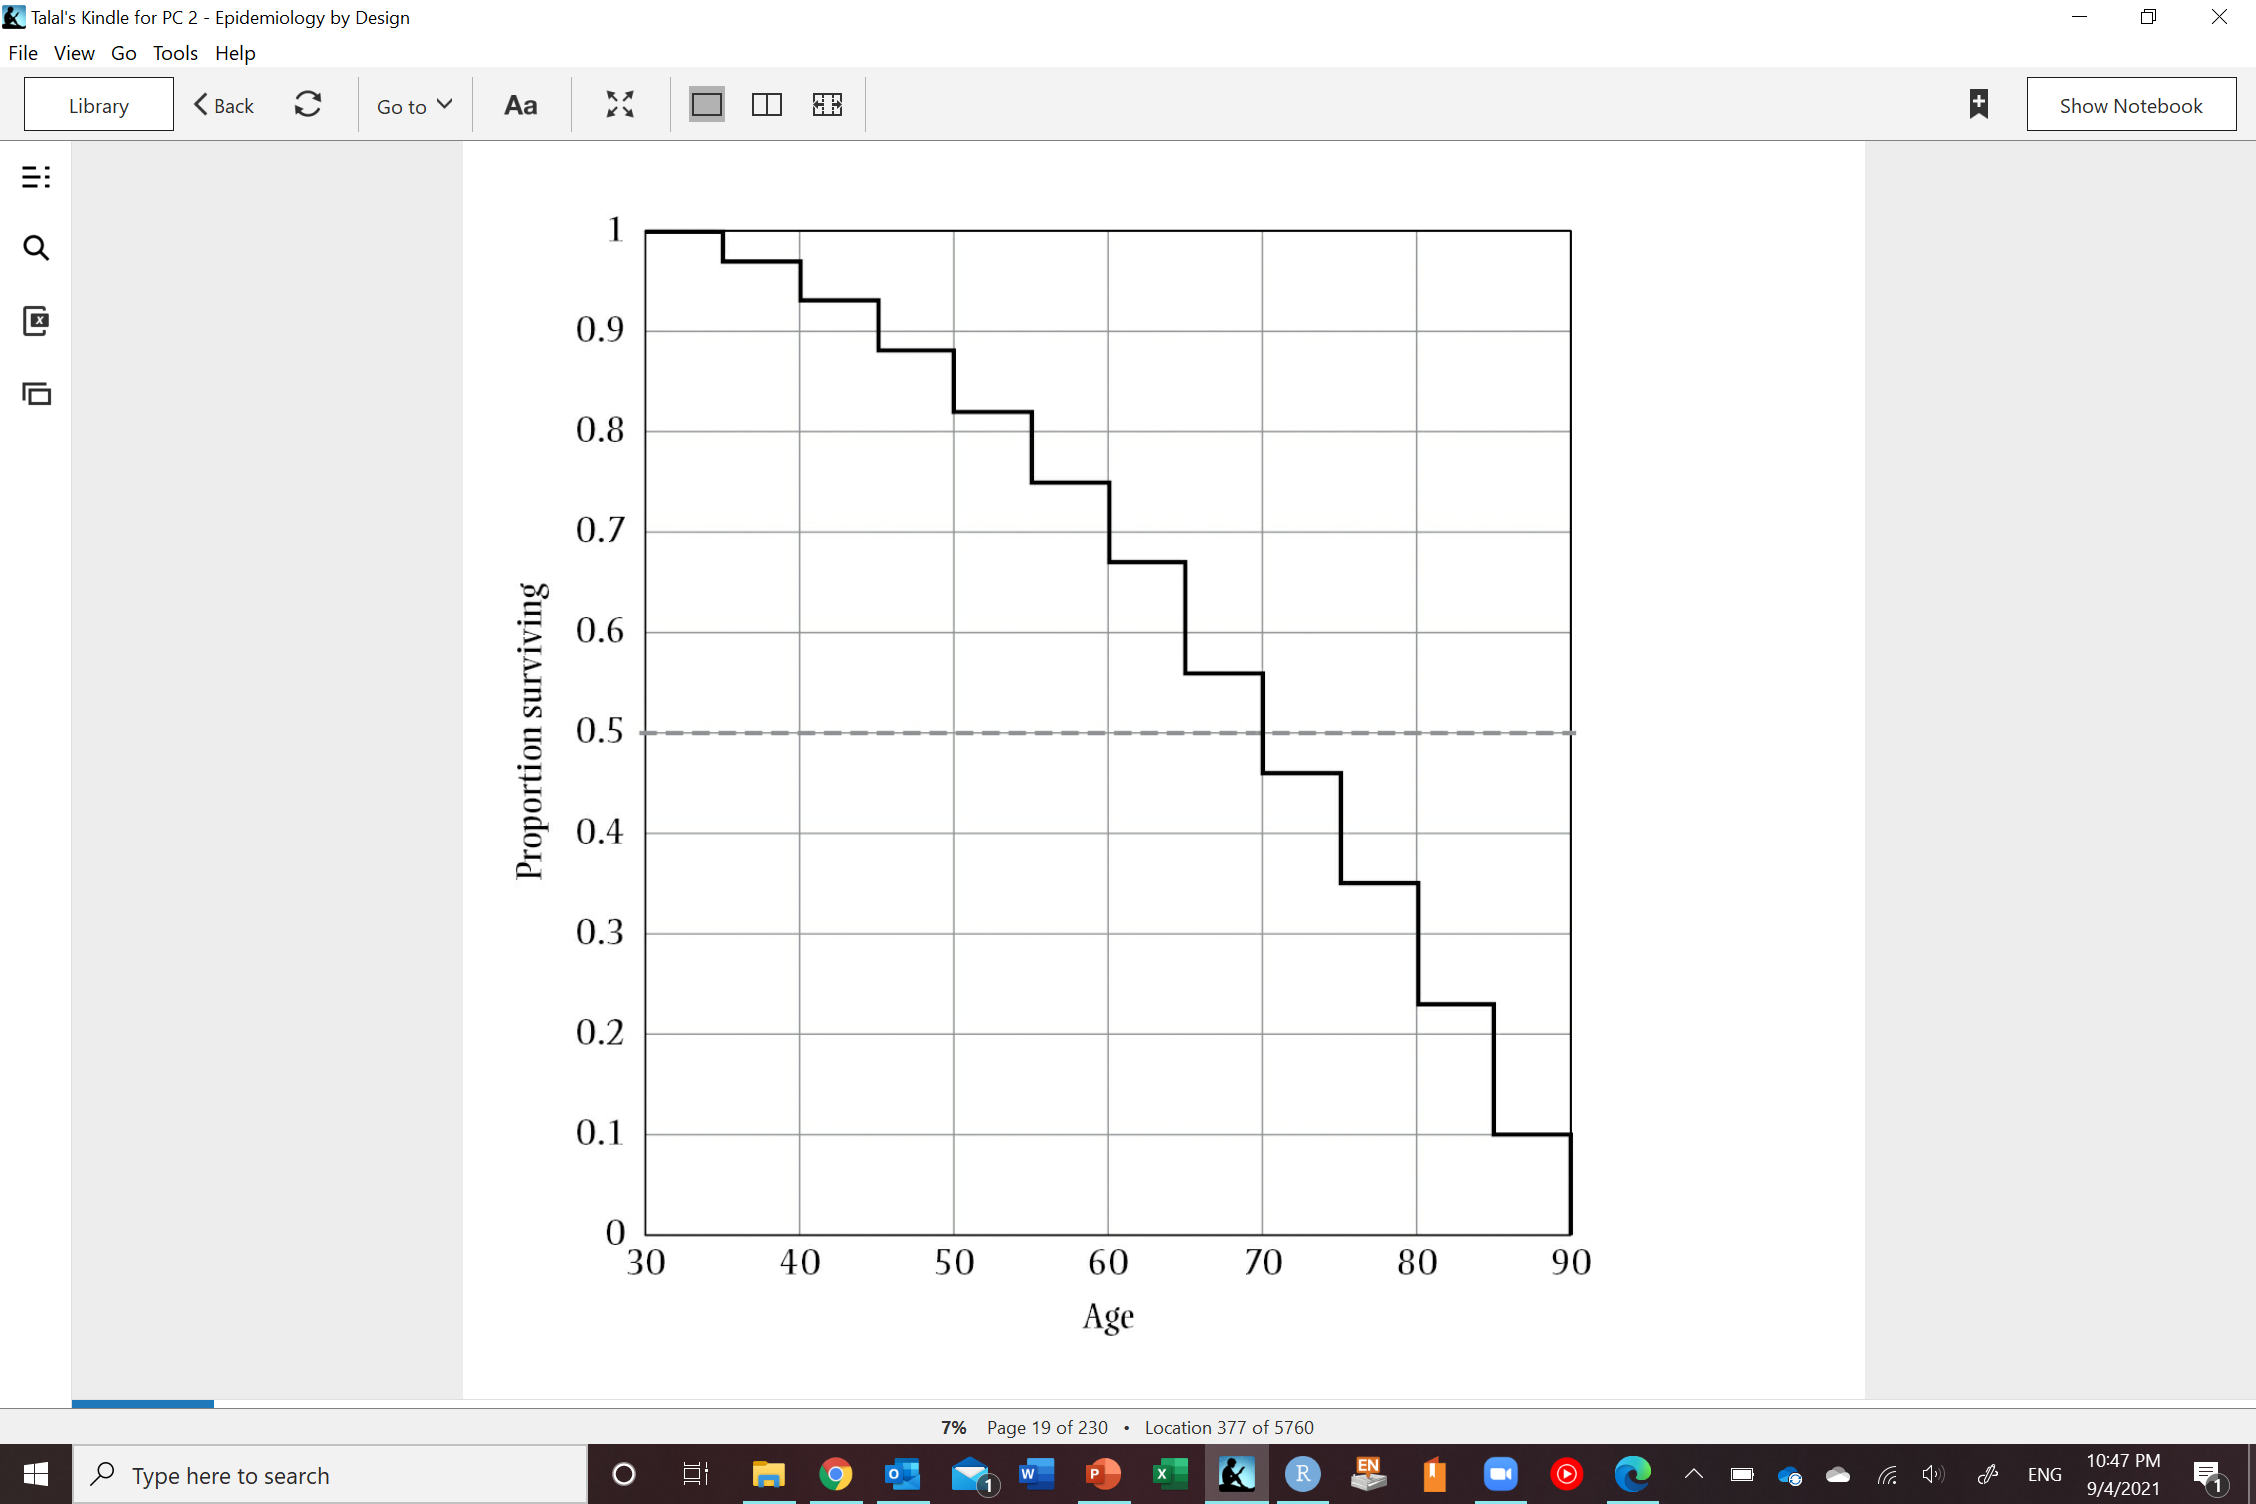 Talal's Kindle for PC 2 - Epidemiology by Design
File View Go Tools Help
Library Back Go to Aa Show Notebook
1
0.9
0.8
0.7
0.6
0.5
0.4
0.3
0.2
0.1
0
Proportion surviving
30 40 50 60 70 80 90
Age
7% Page 19 of 230 • Location 377 of 5760
Type here to search
1
EN
ENG
10:47 PM
9/4/2021
1